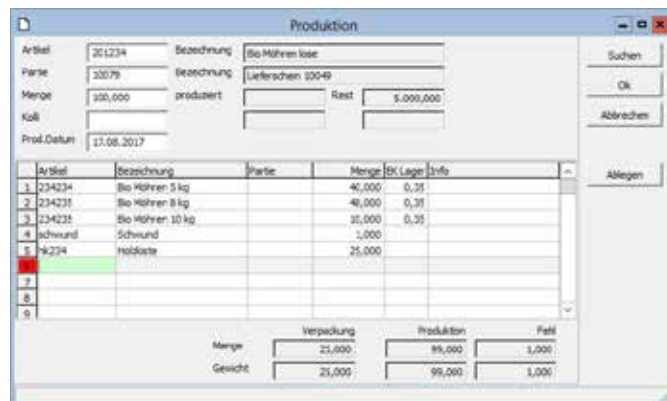 Produktion
Artikel 201234 Bezeichnung Bio Möhren lose Suchen
Partie 10079 Bezeichnung Lieferschein 10049
Menge 100,000 produziert Rest 5.000,000 Ok
Kolli Abbrechen
Prod.Datum 17.08.2017
Artikel Bezeichnung Partie Menge EK Lager Info Ablegen
1 234234 Bio Möhren 5 kg 40,000 0,35
2 234235 Bio Möhren 8 kg 48,000 0,35
3 234235 Bio Möhren 10 kg 10,000 0,35
4 schwund Schwund 1,000
5 hk234 Holzkiste 25,000
6
7
8
9
Verpackung Produktion Fehl
Menge 25,000 99,000 1,000
Gewicht 25,000 99,000 1,000